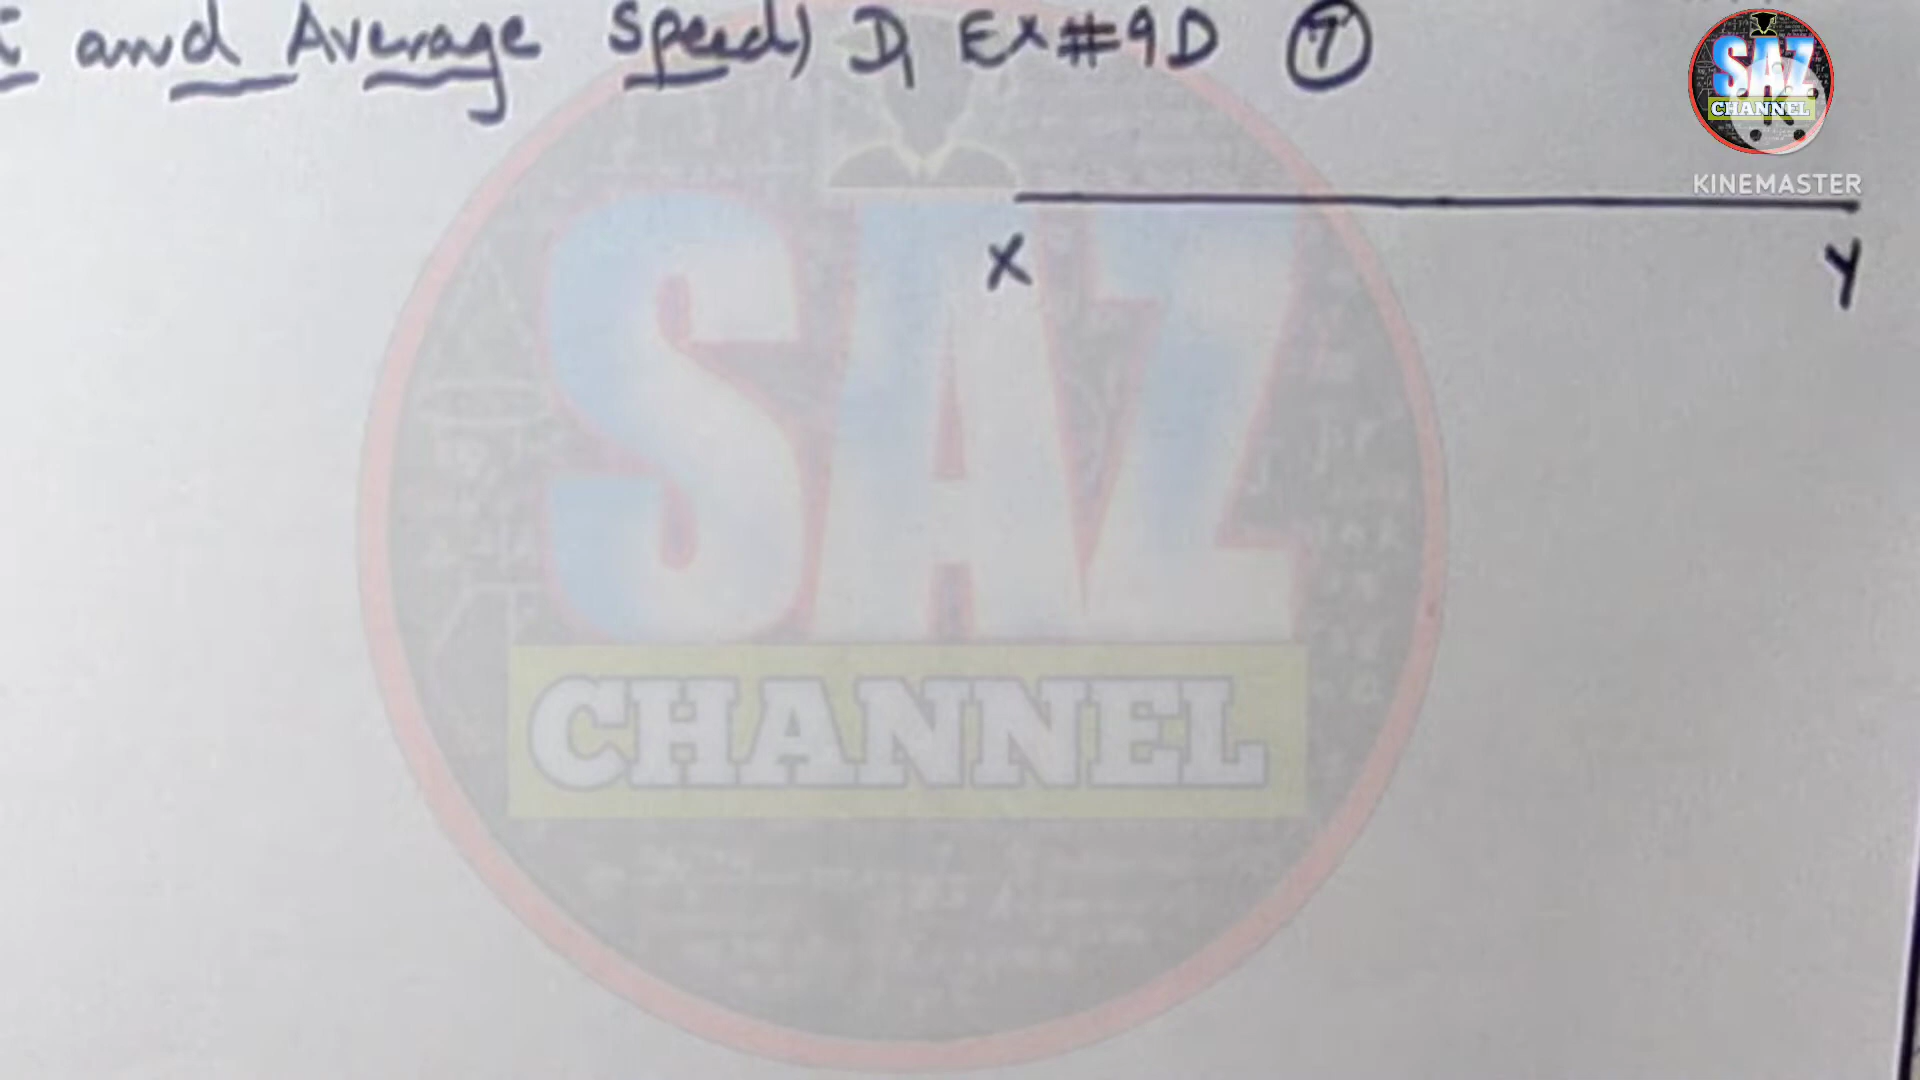 and Average Speed) D, Ex#9D 7
SAZ
CHANNEL
KINEMASTER
X Y
SAZ
CHANNEL